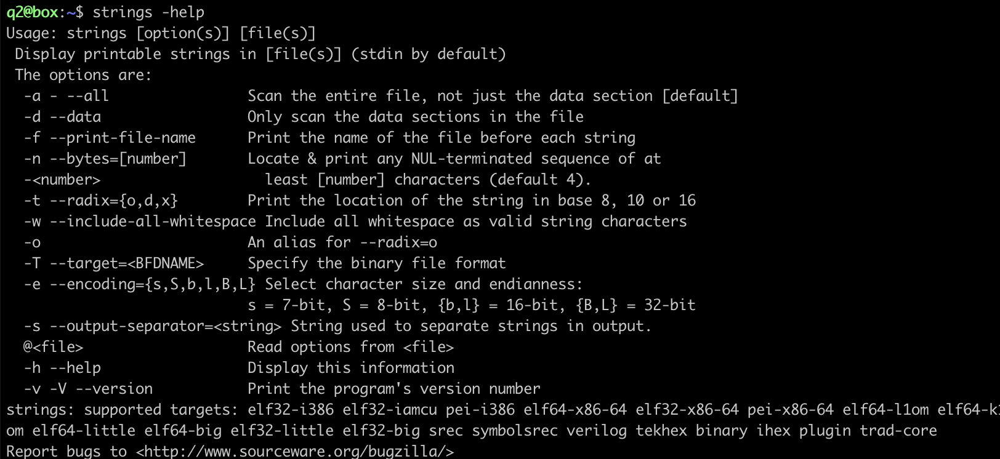 q2@box:~$ strings -help
Usage: strings [option(s)] [file(s)]
 Display printable strings in [file(s)] (stdin by default)
 The options are:
  -a - --all                Scan the entire file, not just the data section [default]
  -d --data                 Only scan the data sections in the file
  -f --print-file-name      Print the name of the file before each string
  -n --bytes=[number]       Locate & print any NUL-terminated sequence of at
  -<number>                   least [number] characters (default 4).
  -t --radix={o,d,x}        Print the location of the string in base 8, 10 or 16
  -w --include-all-whitespace Include all whitespace as valid string characters
  -o                        An alias for --radix=o
  -T --target=<BFDNAME>     Specify the binary file format
  -e --encoding={s,S,b,l,B,L} Select character size and endianness:
                            s = 7-bit, S = 8-bit, {b,l} = 16-bit, {B,L} = 32-bit
  -s --output-separator=<string> String used to separate strings in output.
  @<file>                   Read options from <file>
  -h --help                 Display this information
  -v -V --version           Print the program's version number
strings: supported targets: elf32-i386 elf32-iamcu pei-i386 elf64-x86-64 elf32-x86-64 pei-x86-64 elf64-l1om elf64-k1
om elf64-little elf64-big elf32-little elf32-big srec symbolsrec verilog tekhex binary ihex plugin trad-core
Report bugs to <http://www.sourceware.org/bugzilla/>